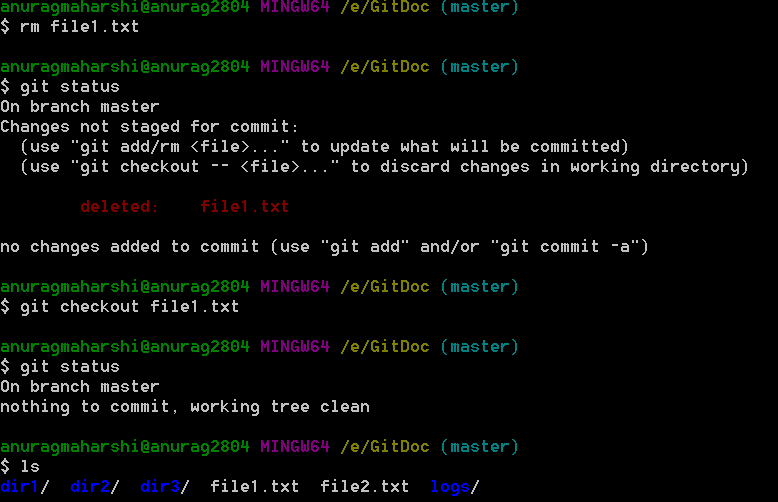 anuragmaharshi@anurag2804 MINGW64 /e/GitDoc (master)
$ rm file1.txt
anuragmaharshi@anurag2804 MINGW64 /e/GitDoc (master)
$ git status
On branch master
Changes not staged for commit:
  (use "git add/rm <file>..." to update what will be committed)
  (use "git checkout -- <file>..." to discard changes in working directory)
        deleted:    file1.txt
no changes added to commit (use "git add" and/or "git commit -a")
anuragmaharshi@anurag2804 MINGW64 /e/GitDoc (master)
$ git checkout file1.txt
anuragmaharshi@anurag2804 MINGW64 /e/GitDoc (master)
$ git status
On branch master
nothing to commit, working tree clean
anuragmaharshi@anurag2804 MINGW64 /e/GitDoc (master)
$ ls
dir1/  dir2/  dir3/  file1.txt  file2.txt  logs/